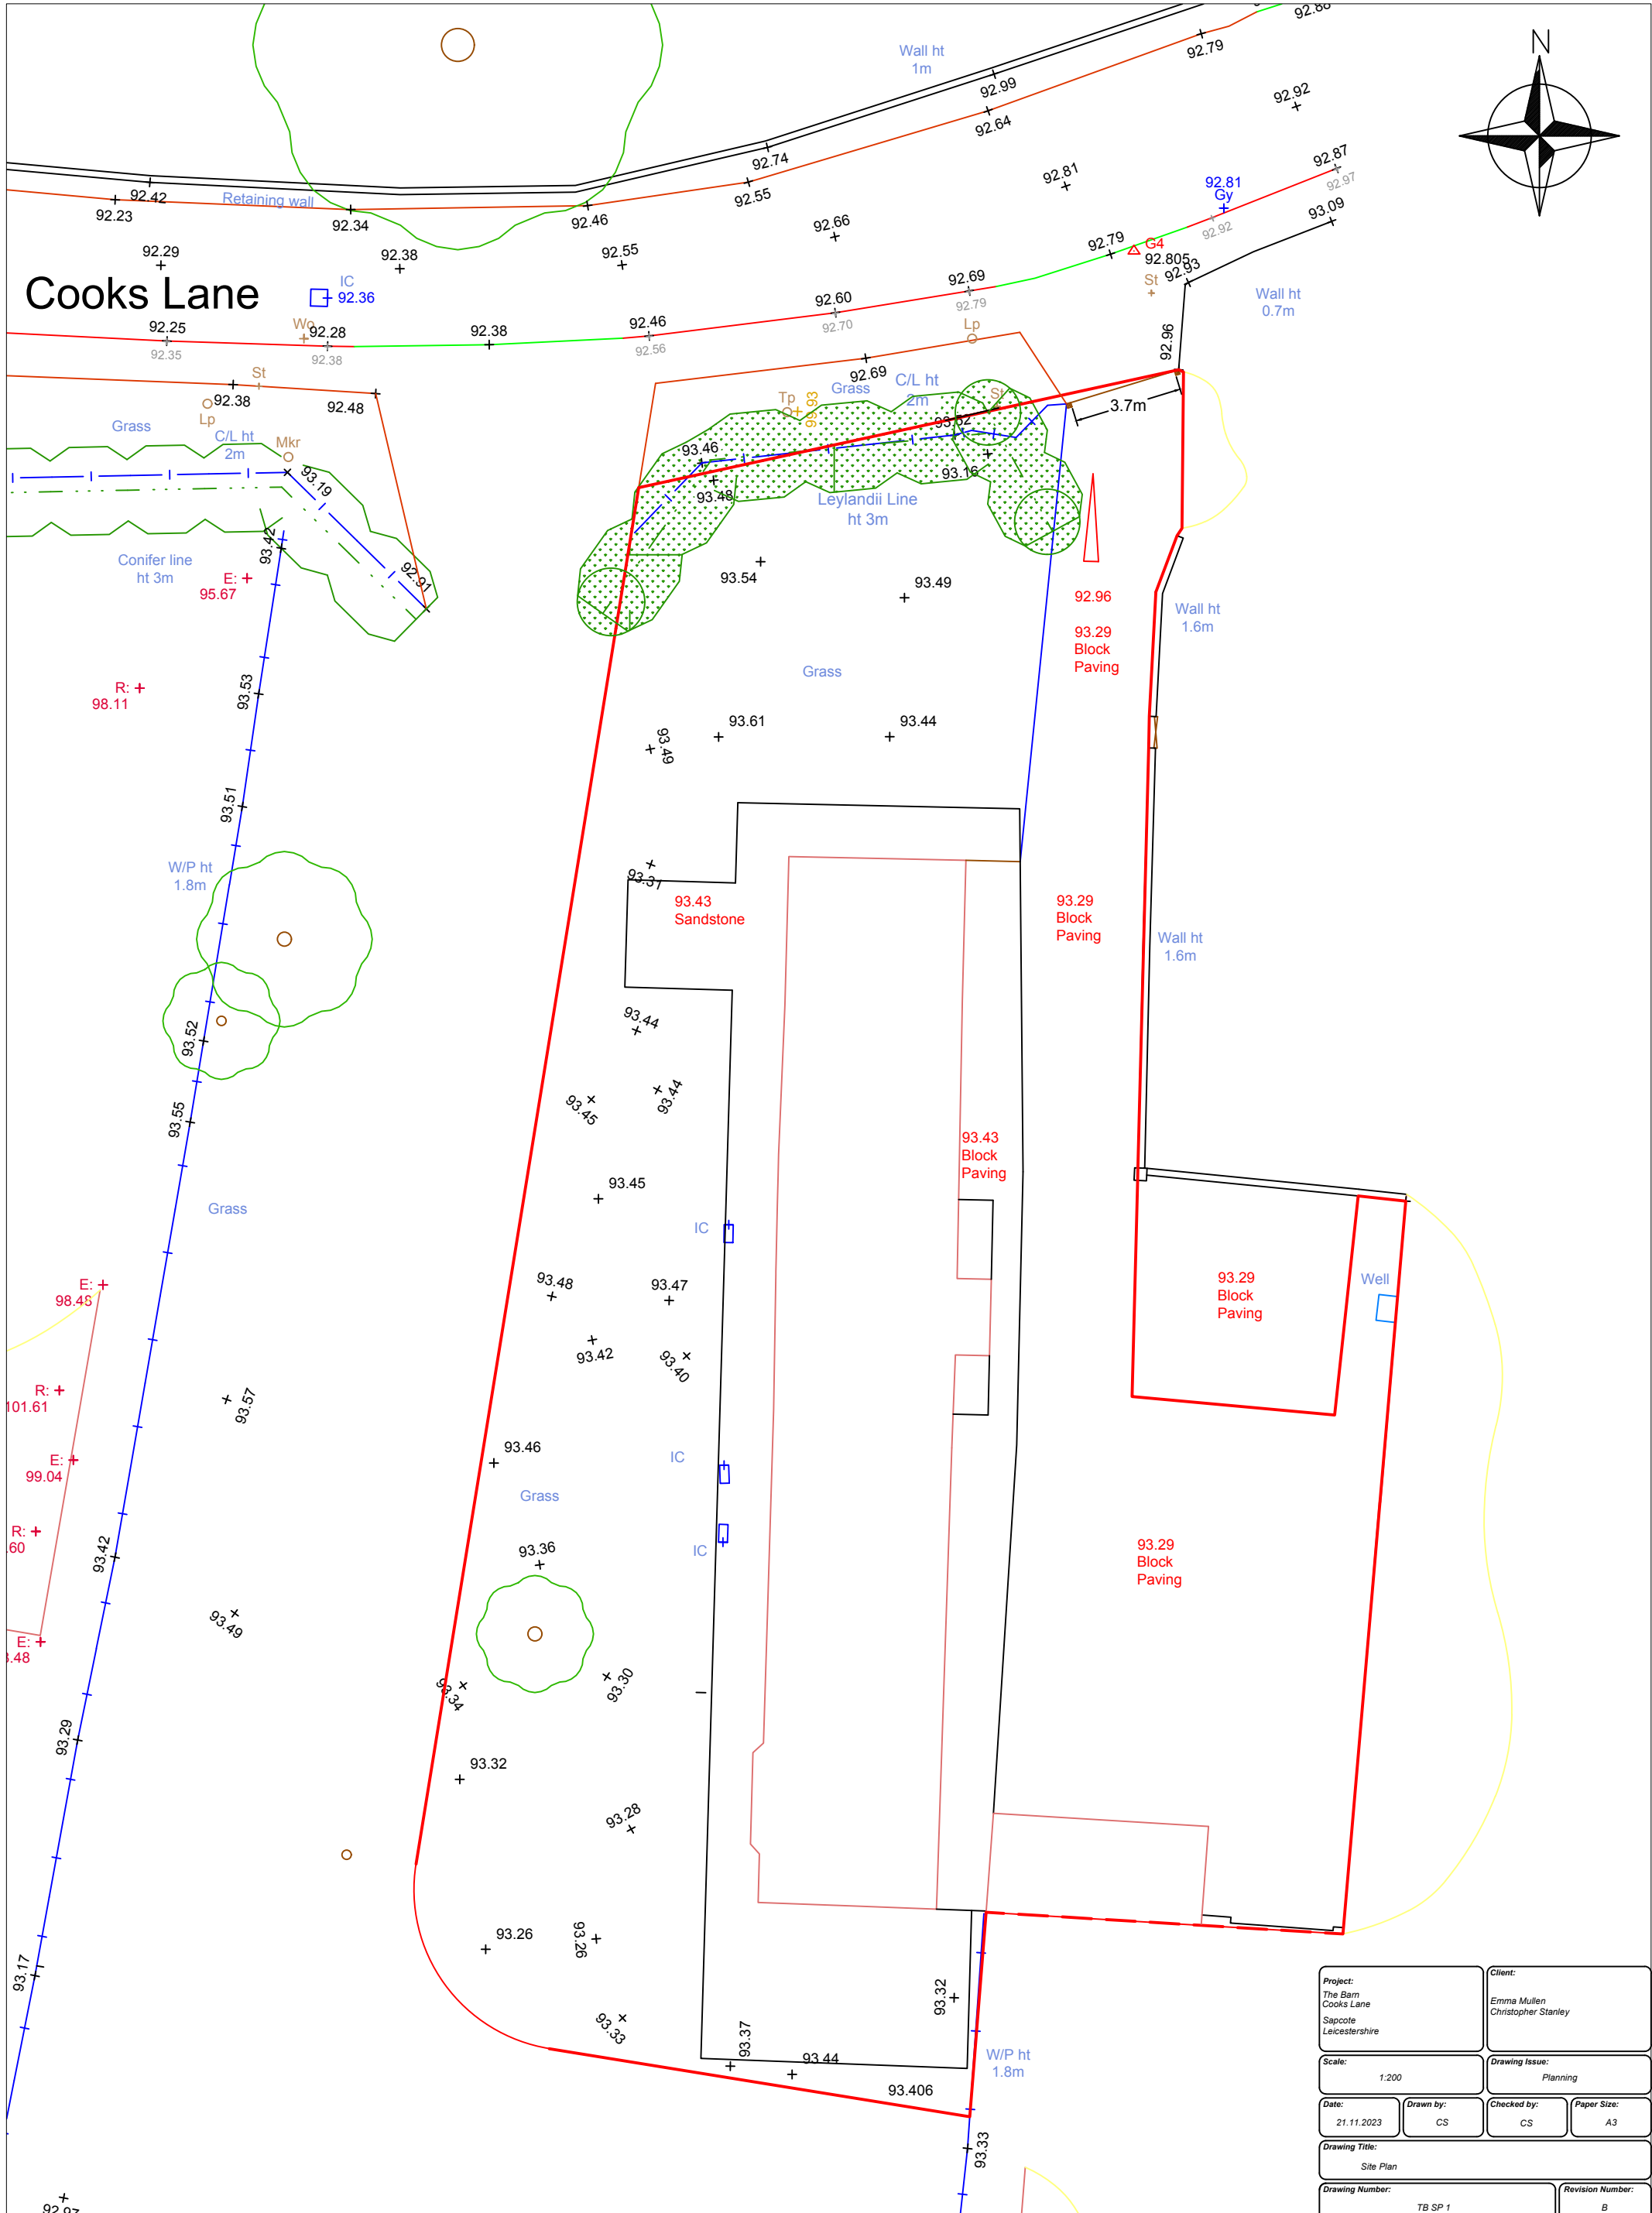 92.88
92.79
N
Wall ht
1m
92.99
92.64
92.92
92.74
92.55
92.87
92.97
92.81
92.81
Gy
92.42
92.23
Retaining wall
92.34
92.46
92.66
92.92
93.09
92.29
92.38
92.55
92.79
G4
92.805
92.93
St
Cooks Lane
IC
92.36
92.69
92.79
Wall ht
0.7m
92.60
92.70
92.25
92.35
Wo
92.28
92.38
92.38
92.46
92.56
Lp
92.96
92.69
St
92.38
Lp
92.48
Grass
C/L ht
2m
Mkr
Tp
99.93
Grass
C/L ht
2m
St
3.7m
93.52
93.46
93.48
93.16
Leylandii Line
ht 3m
93.19
93.42
92.91
Conifer line
ht 3m
E:
95.67
93.54
93.49
92.96
93.29
Block
Paving
Wall ht
1.6m
Grass
R:
98.11
93.53
93.61
93.44
93.49
93.51
W/P ht
1.8m
93.31
93.43
Sandstone
93.29
Block
Paving
Wall ht
1.6m
93.52
93.44
93.45
93.44
93.55
93.43
Block
Paving
93.45
Grass
IC
93.48
93.47
93.29
Block
Paving
Well
E:
98.48
93.42
93.40
R:
101.61
93.57
93.46
IC
E:
99.04
Grass
R:
.60
93.42
93.36
IC
93.29
Block
Paving
93.49
E:
.48
93.34
93.30
93.29
93.32
93.28
93.26
93.26
93.17
93.32
93.33
93.37
93.44
93.406
W/P ht
1.8m
93.33
92.97
Project:
The Barn
Cooks Lane
Sapcote
Leicestershire
Client:
Emma Mullen
Christopher Stanley
Scale:
1:200
Drawing Issue:
Planning
Date:
21.11.2023
Drawn by:
CS
Checked by:
CS
Paper Size:
A3
Drawing Title:
Site Plan
Drawing Number:
TB SP 1
Revision Number:
B